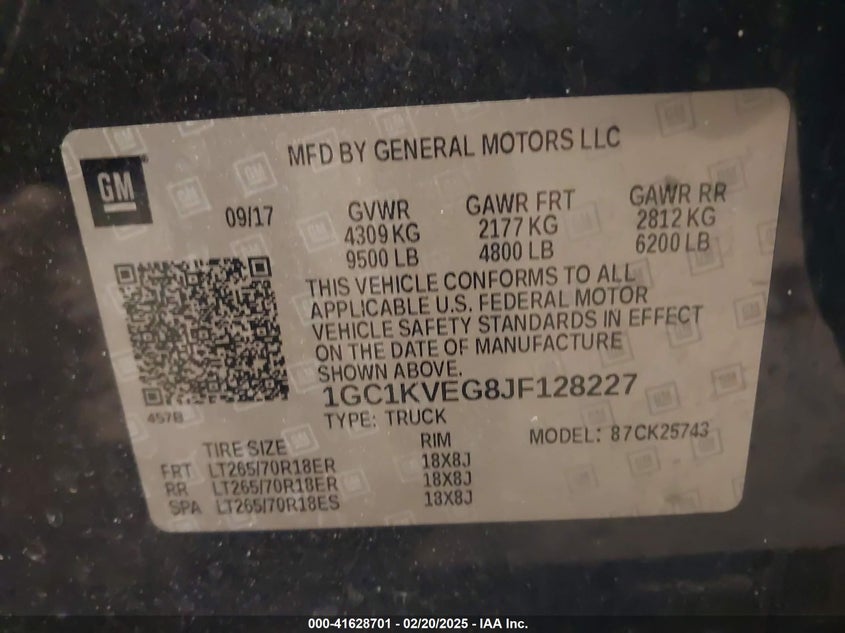 MFD BY GENERAL MOTORS LLC
GM
09/17 GVWR GAWR FRT GAWR RR
4309 KG 2177 KG 2812 KG
9500 LB 4800 LB 6200 LB
THIS VEHICLE CONFORMS TO ALL
APPLICABLE U.S. FEDERAL MOTOR
VEHICLE SAFETY STANDARDS IN EFFECT
ON THE DATE OF MANUFACTURE
SHOWN ABOVE.
1GC1KVEG8JF128227
457B
TYPE: TRUCK
MODEL: 87CK25743
TIRE SIZE RIM
FRT LT265/70R18ER 18X8J
RR LT265/70R18ER 18X8J
SPA LT265/70R18ES 18X8J
000-41628701 - 02/20/2025 - IAA Inc.